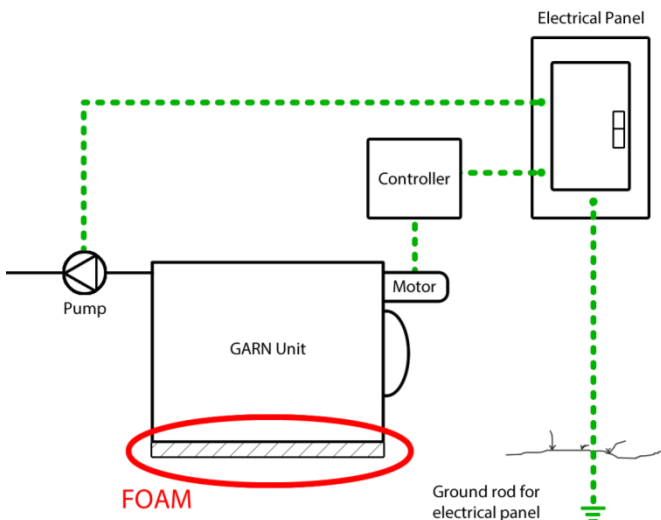 Electrical Panel
Controller
Motor
Pump
GARN Unit
FOAM
Ground rod for
electrical panel